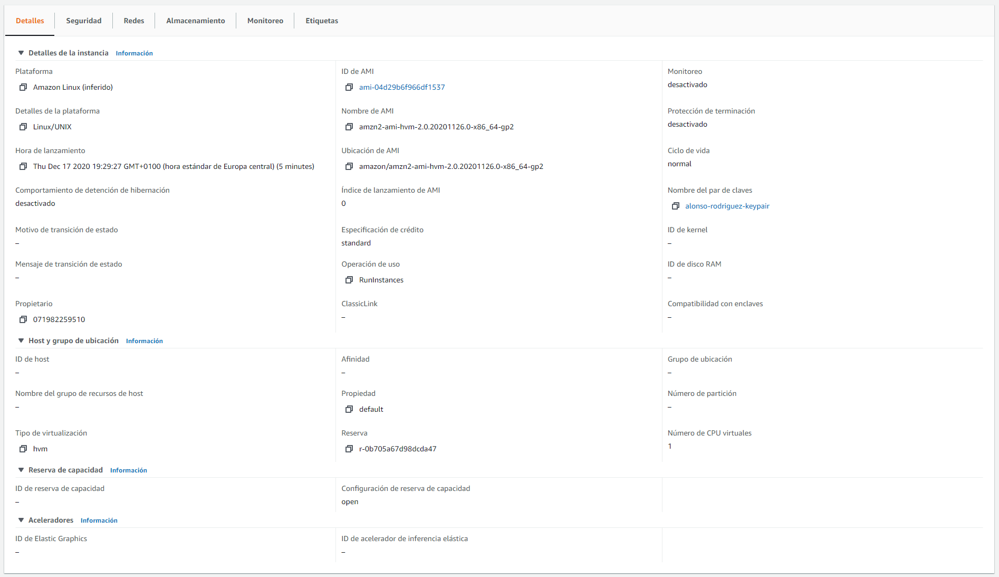 Detalles
Seguridad
Redes
Almacenamiento
Monitoreo
Etiquetas
Detalles de la instancia Información
Plataforma
Amazon Linux (inferido)
ID de AMI
ami-04d29b6f966df1537
Monitoreo
desactivado
Detalles de la plataforma
Linux/UNIX
Nombre de AMI
amzn2-ami-hvm-2.0.20201126.0-x86_64-gp2
Protección de terminación
desactivado
Hora de lanzamiento
Thu Dec 17 2020 19:29:27 GMT+0100 (hora estándar de Europa central) (5 minutes)
Ubicación de AMI
amazon/amzn2-ami-hvm-2.0.20201126.0-x86_64-gp2
Ciclo de vida
normal
Comportamiento de detención de hibernación
desactivado
Índice de lanzamiento de AMI
0
Nombre del par de claves
alonso-rodriguez-keypair
Motivo de transición de estado
–
Especificación de crédito
standard
ID de kernel
–
Mensaje de transición de estado
–
Operación de uso
RunInstances
ID de disco RAM
–
Propietario
071982259510
ClassicLink
–
Compatibilidad con enclaves
–
Host y grupo de ubicación Información
ID de host
–
Afinidad
–
Grupo de ubicación
–
Nombre del grupo de recursos de host
–
Propiedad
default
Número de partición
–
Tipo de virtualización
hvm
Reserva
r-0b705a67d98dcda47
Número de CPU virtuales
1
Reserva de capacidad Información
ID de reserva de capacidad
–
Configuración de reserva de capacidad
open
Aceleradores Información
ID de Elastic Graphics
–
ID de acelerador de inferencia elástica
–